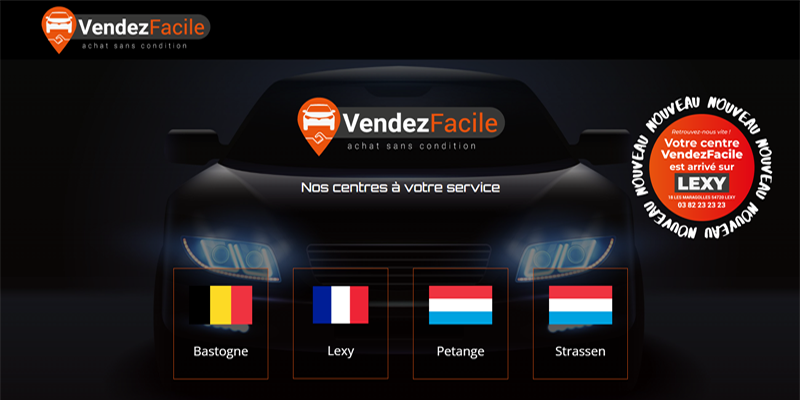 VendezFacile
achat sans condition
VendezFacile
achat sans condition
Nos centres à votre service
NOUVEAU NOUVEAU NOUVEAU NOUVEAU NOUVEAU NOUVEAU
Retrouvez-nous vite !
Votre centre
VendezFacile
est arrivé sur
LEXY
18 LES MARAGOLLES 54720 LEXY
03 82 23 23 23
Bastogne
Lexy
Petange
Strassen